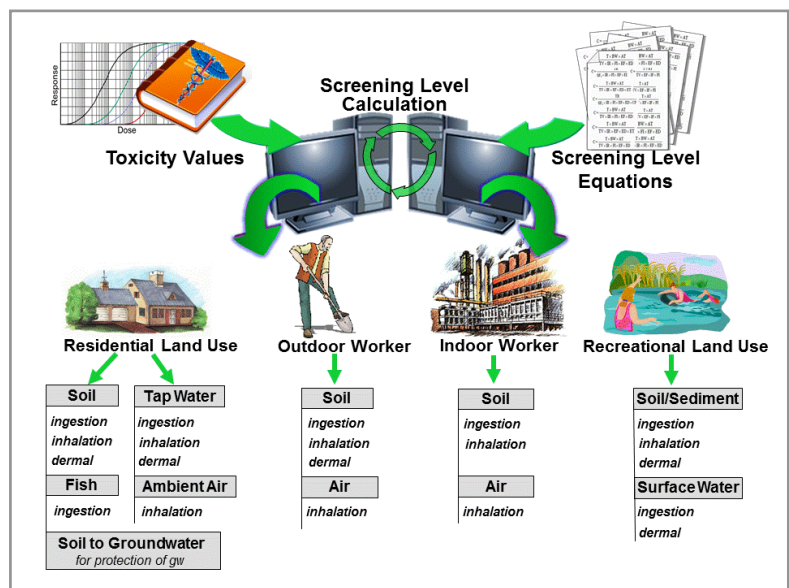 Response
Dose
Toxicity Values
Screening Level
Calculation
Screening Level
Equations
Residential Land Use
Outdoor Worker
Indoor Worker
Recreational Land Use
Soil
ingestion
inhalation
dermal
Fish
ingestion
Tap Water
ingestion
inhalation
dermal
Ambient Air
inhalation
Soil to Groundwater
for protection of gw
Soil
ingestion
inhalation
dermal
Air
inhalation
Soil
ingestion
inhalation
Air
inhalation
Soil/Sediment
ingestion
inhalation
dermal
Surface Water
ingestion
dermal